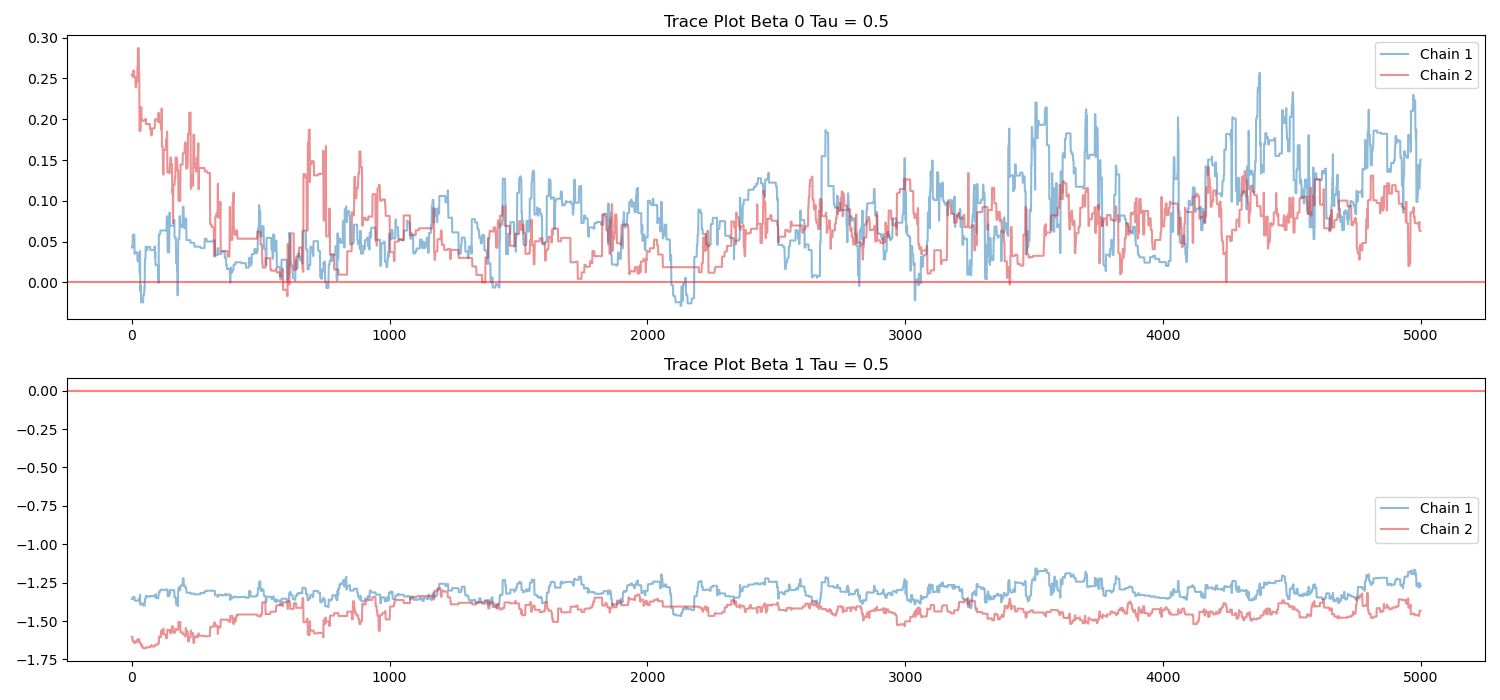 Trace Plot Beta 0 Tau = 0.5
0.30
0.25
0.20
0.15
0.10
0.05
0.00
Chain 1
Chain 2
0 1000 2000 3000 4000 5000
Trace Plot Beta 1 Tau = 0.5
0.00
−0.25
−0.50
−0.75
−1.00
−1.25
−1.50
−1.75
Chain 1
Chain 2
0 1000 2000 3000 4000 5000